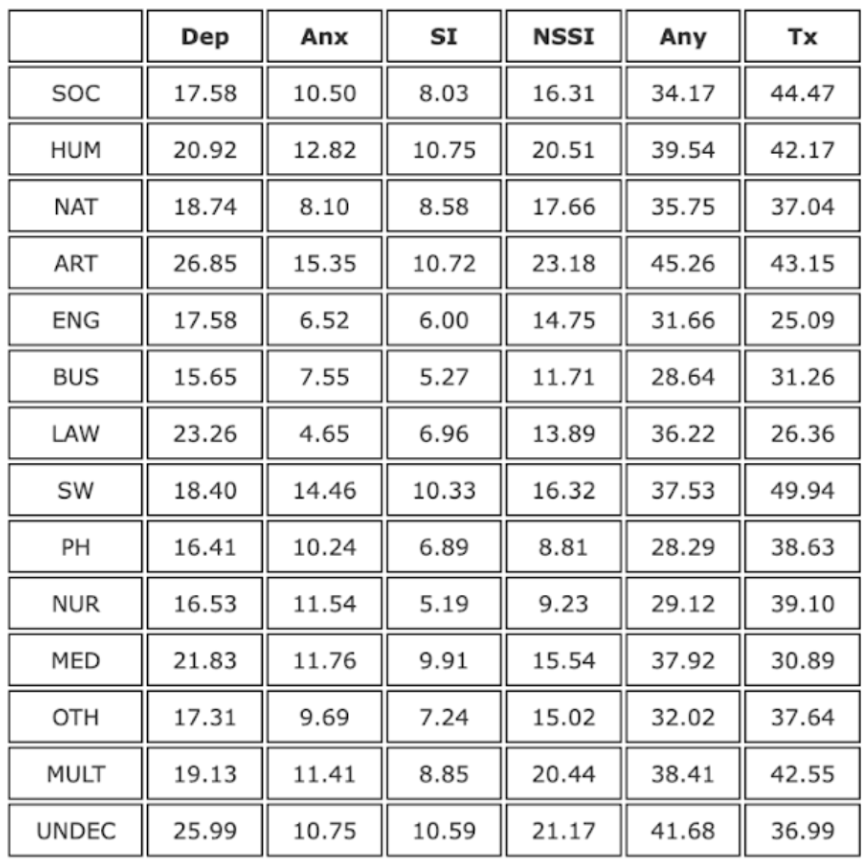 Dep Anx SI NSSI Any Tx
SOC 17.58 10.50 8.03 16.31 34.17 44.47
HUM 20.92 12.82 10.75 20.51 39.54 42.17
NAT 18.74 8.10 8.58 17.66 35.75 37.04
ART 26.85 15.35 10.72 23.18 45.26 43.15
ENG 17.58 6.52 6.00 14.75 31.66 25.09
BUS 15.65 7.55 5.27 11.71 28.64 31.26
LAW 23.26 4.65 6.96 13.89 36.22 26.36
SW 18.40 14.46 10.33 16.32 37.53 49.94
PH 16.41 10.24 6.89 8.81 28.29 38.63
NUR 16.53 11.54 5.19 9.23 29.12 39.10
MED 21.83 11.76 9.91 15.54 37.92 30.89
OTH 17.31 9.69 7.24 15.02 32.02 37.64
MULT 19.13 11.41 8.85 20.44 38.41 42.55
UNDEC 25.99 10.75 10.59 21.17 41.68 36.99